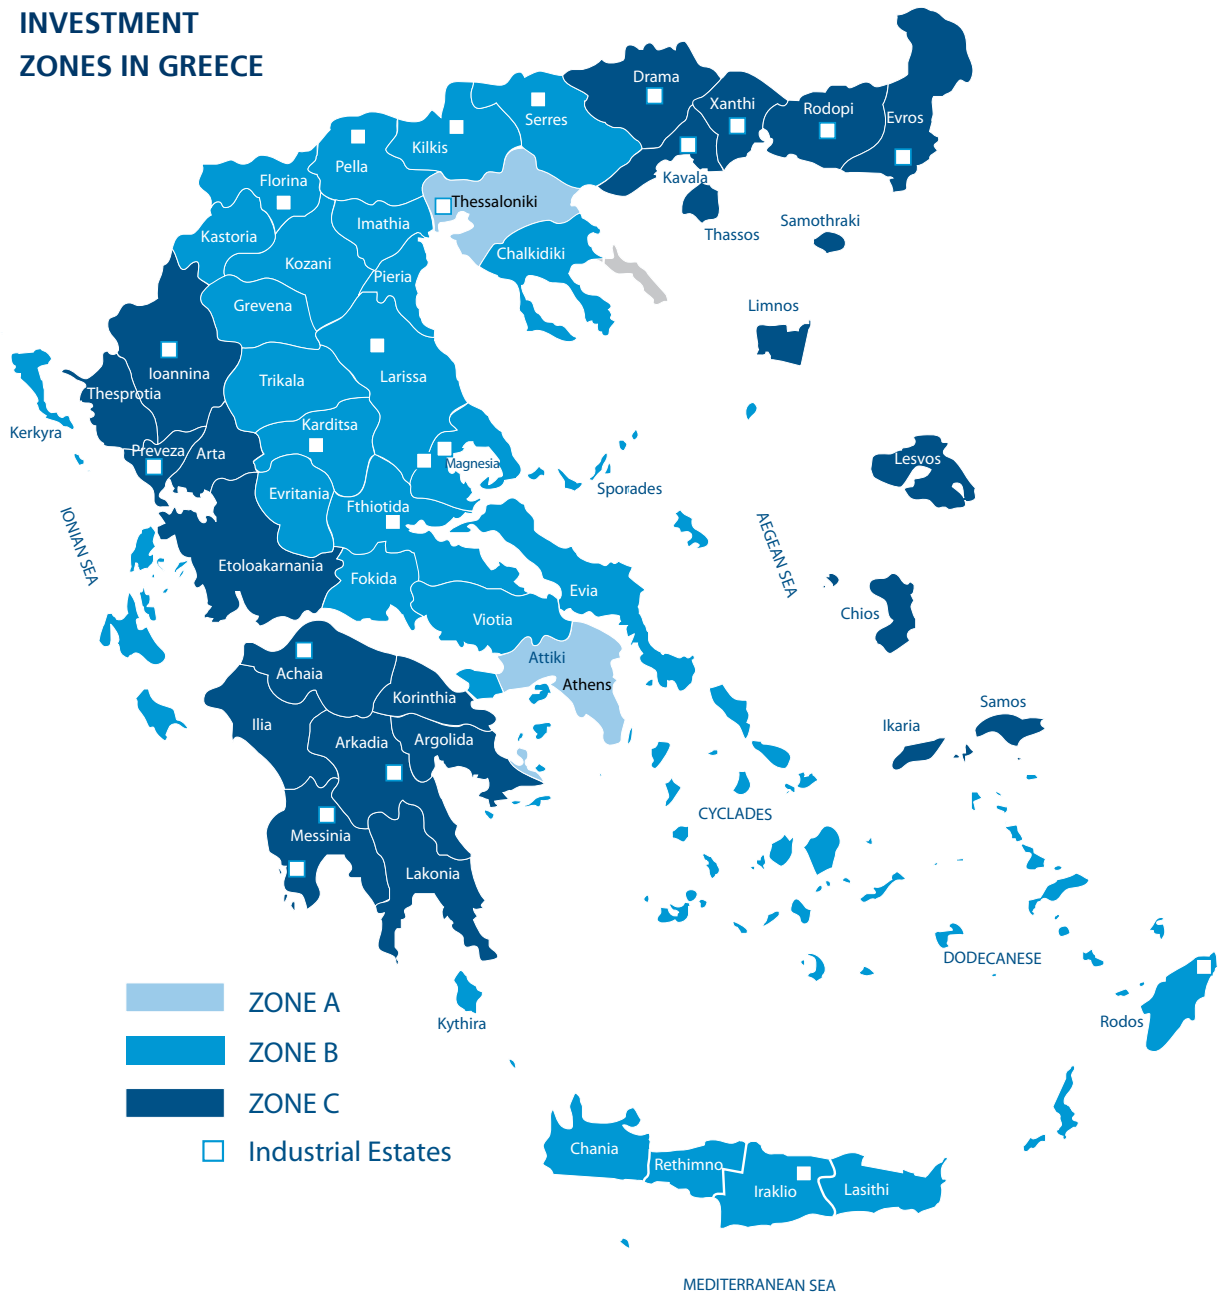 INVESTMENT
ZONES IN GREECE
Drama
Xanthi
Rodopi
Evros
Serres
Kilkis
Pella
Kavala
Florina
Thessaloniki
Thassos
Samothraki
Imathia
Kastoria
Chalkidiki
Kozani
Pieria
Grevena
Limnos
Ioannina
Larissa
Trikala
Thesprotia
Kerkyra
Karditsa
Preveza
Arta
Magnesia
Lesvos
Sporades
Evritania
Fthiotida
IONIAN SEA
AEGEAN SEA
Etoloakarnania
Fokida
Evia
Chios
Viotia
Attiki
Athens
Achaia
Korinthia
Samos
Ikaria
Ilia
Arkadia
Argolida
CYCLADES
Messinia
Lakonia
DODECANESE
Rodos
Kythira
ZONE A
ZONE B
ZONE C
Industrial Estates
Chania
Rethimno
Iraklio
Lasithi
MEDITERRANEAN SEA